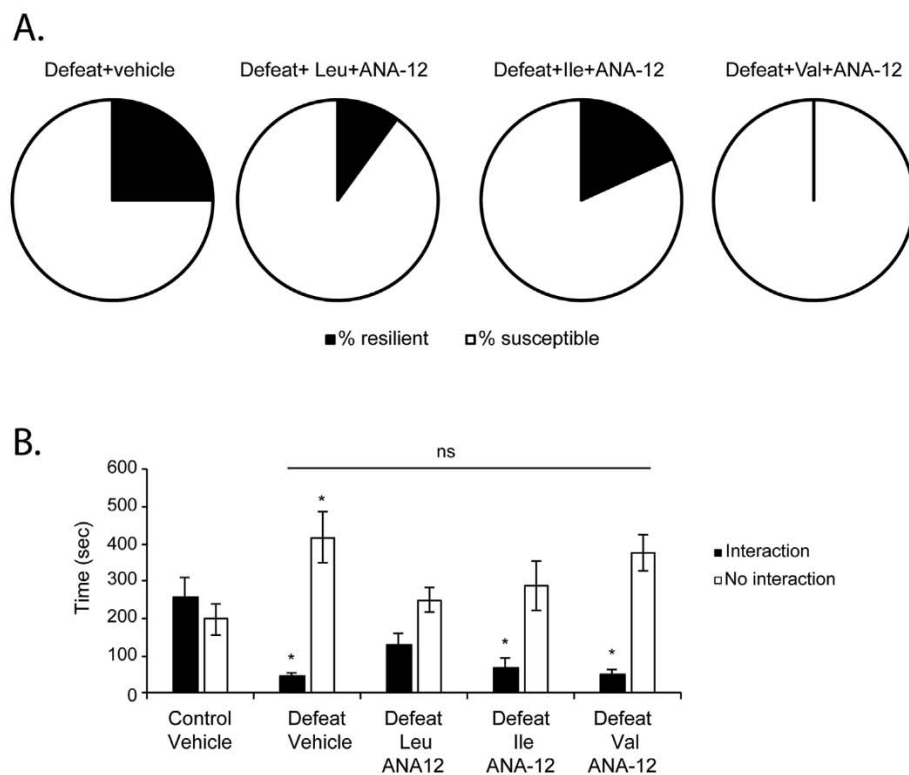 A.
Defeat+vehicle Defeat+ Leu+ANA-12 Defeat+Ile+ANA-12 Defeat+Val+ANA-12
% resilient % susceptible
B.
ns
600
500
400
300
200
100
0
Time (sec)
* * * *
Interaction
No interaction
Control Defeat Defeat Defeat Defeat
Vehicle Vehicle Leu Ile Val
ANA12 ANA-12 ANA-12